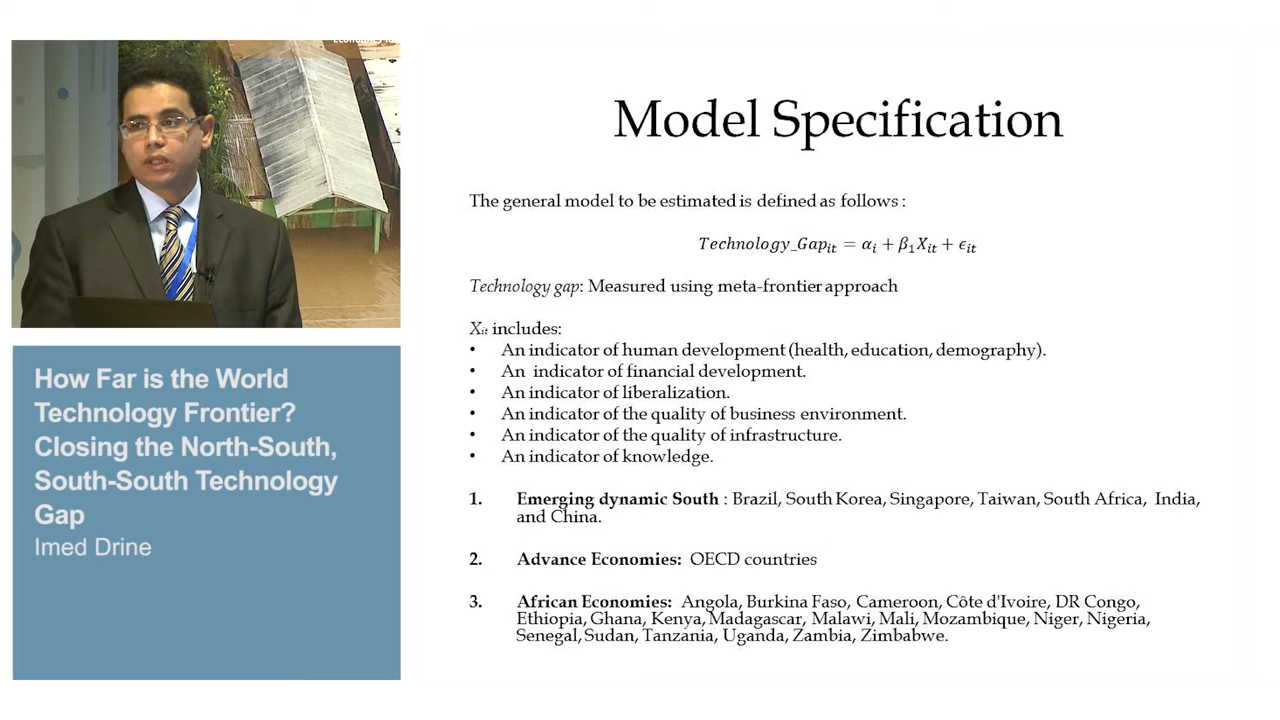 Model Specification
The general model to be estimated is defined as follows :
Technology_Gap_it = α_i + β_1X_it + ϵ_it
Technology gap: Measured using meta-frontier approach
X_it includes:
• An indicator of human development (health, education, demography).
• An indicator of financial development.
• An indicator of liberalization.
• An indicator of the quality of business environment.
• An indicator of the quality of infrastructure.
• An indicator of knowledge.
1. Emerging dynamic South : Brazil, South Korea, Singapore, Taiwan, South Africa, India,
and China.
2. Advance Economies: OECD countries
3. African Economies: Angola, Burkina Faso, Cameroon, Côte d'Ivoire, DR Congo,
Ethiopia, Ghana, Kenya, Madagascar, Malawi, Mali, Mozambique, Niger, Nigeria,
Senegal, Sudan, Tanzania, Uganda, Zambia, Zimbabwe.
How Far is the World
Technology Frontier?
Closing the North-South,
South-South Technology
Gap
Imed Drine